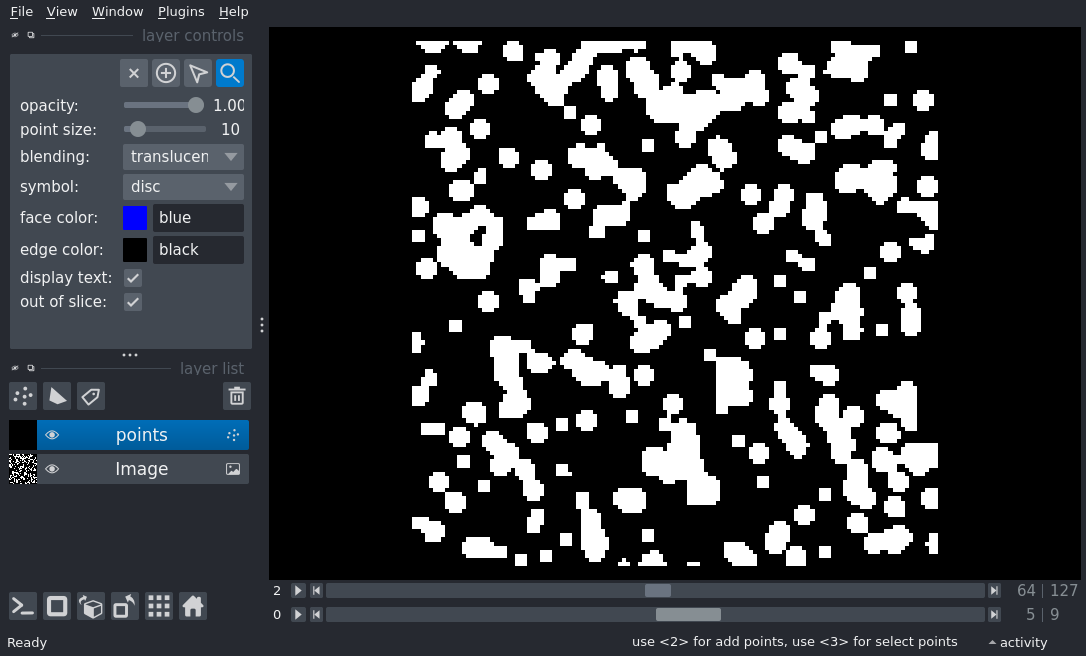 File View Window Plugins Help
layer controls
opacity: 1.00
point size: 10
blending: translucen
symbol: disc
face color: blue
edge color: black
display text:
out of slice:
layer list
points
Image
2 64 127
0 5 9
Ready use <2> for add points, use <3> for select points activity